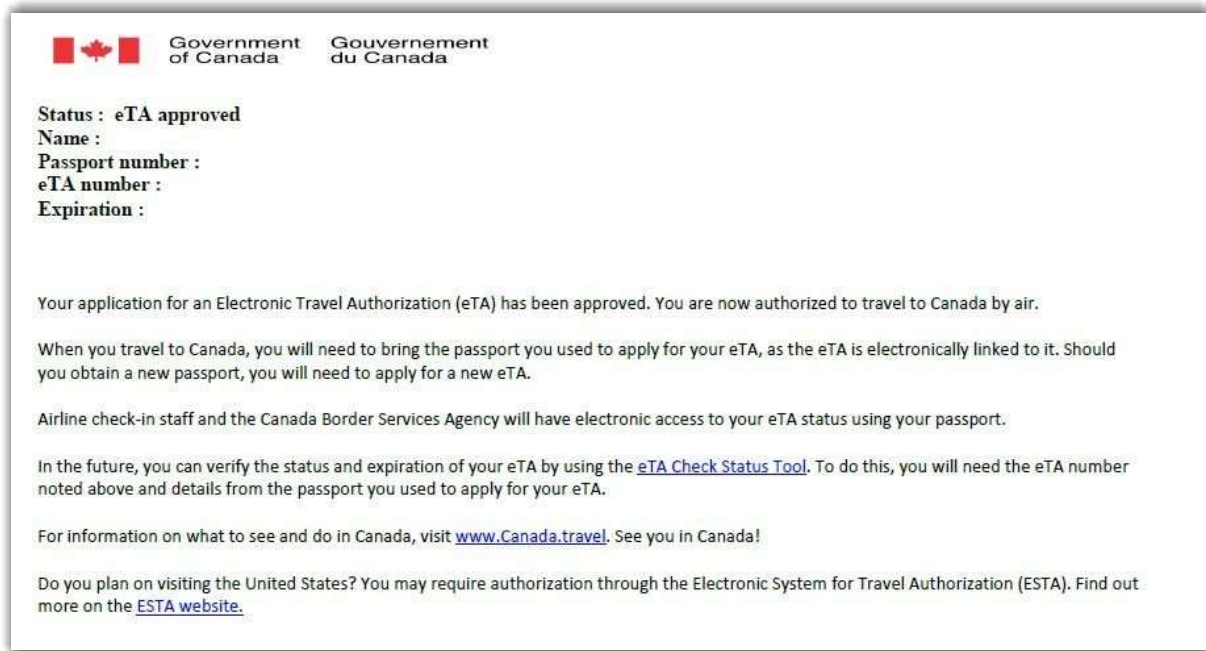 Government Gouvernement
of Canada du Canada
Status : eTA approved
Name :
Passport number :
eTA number :
Expiration :
Your application for an Electronic Travel Authorization (eTA) has been approved. You are now authorized to travel to Canada by air.
When you travel to Canada, you will need to bring the passport you used to apply for your eTA, as the eTA is electronically linked to it. Should
you obtain a new passport, you will need to apply for a new eTA.
Airline check-in staff and the Canada Border Services Agency will have electronic access to your eTA status using your passport.
In the future, you can verify the status and expiration of your eTA by using the eTA Check Status Tool. To do this, you will need the eTA number
noted above and details from the passport you used to apply for your eTA.
For information on what to see and do in Canada, visit www.Canada.travel. See you in Canada!
Do you plan on visiting the United States? You may require authorization through the Electronic System for Travel Authorization (ESTA). Find out
more on the ESTA website.